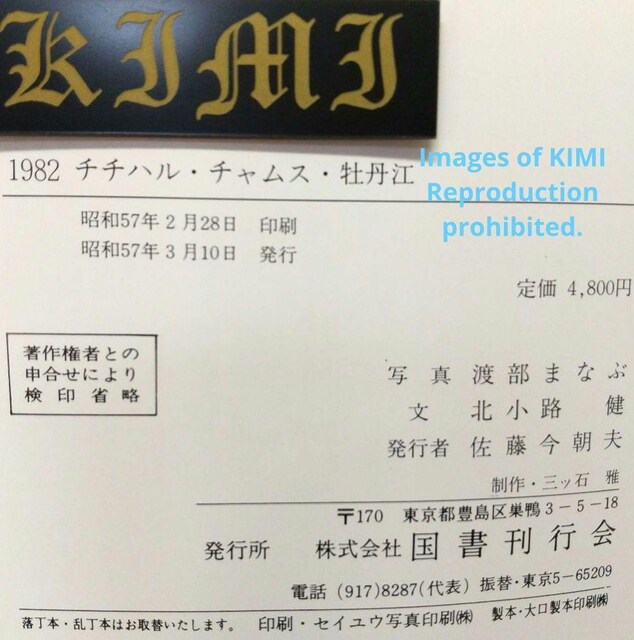 KIMI
Images of KIMI
Reproduction
prohibited.
1982 チチハル・チャムス・牡丹江
昭和57年2月28日 印刷
昭和57年3月10日 発行
定価 4,800円
著作権者との
申合せにより
検印省略
写真 渡部まなぶ
文 北小路 健
発行者 佐藤今朝夫
制作・三ッ石 雅
〒170 東京都豊島区巣鴨3-5-18
発行所 株式会社 国書刊行会
電話 (917)8287(代表) 振替・東京5-65209
落丁本・乱丁本はお取替いたします。 印刷・セイユウ写真印刷㈱ 製本・大口製本印刷㈱